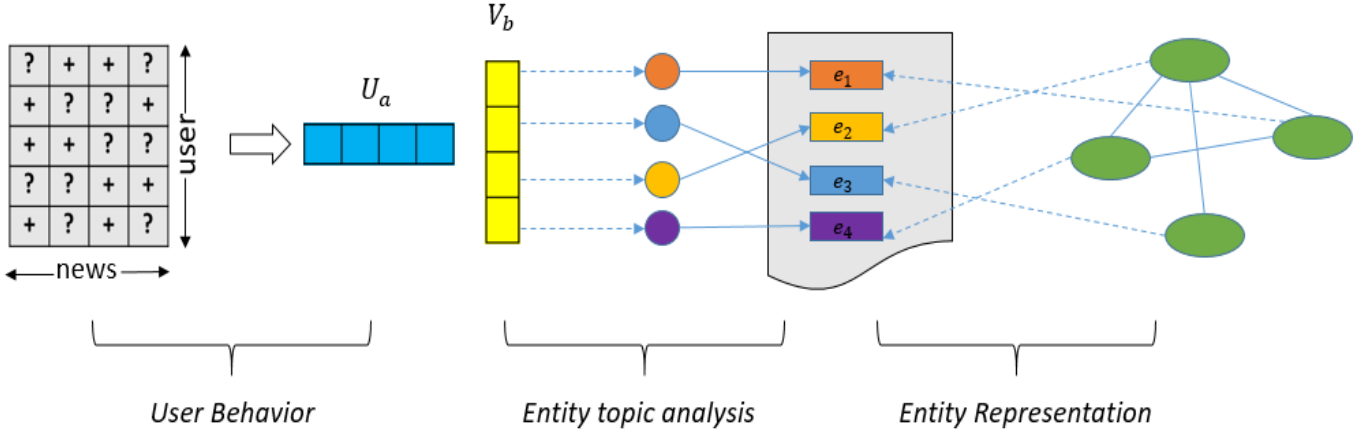 ? + + ?
+ ? ? +
+ + ? ?
? ? + +
+ ? + ?
user
news
U_a
V_b
e_1
e_2
e_3
e_4
User Behavior
Entity topic analysis
Entity Representation